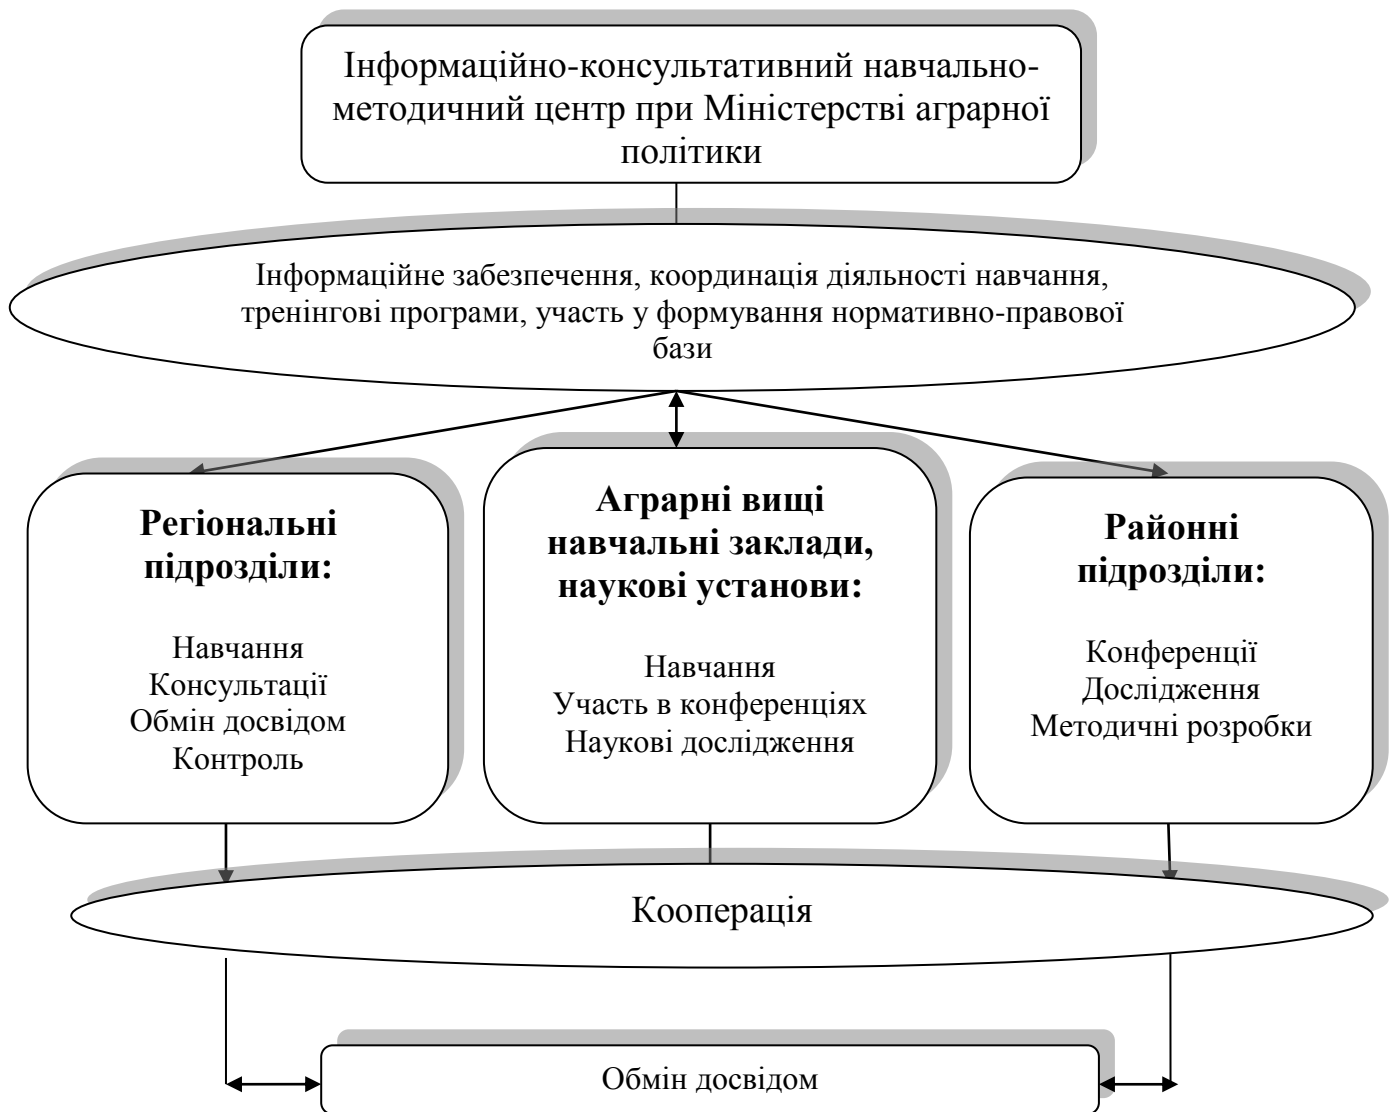 Інформаційно-консультативний навчально-
методичний центр при Міністерстві аграрної
політики
Інформаційне забезпечення, координація діяльності навчання,
тренінгові програми, участь у формування нормативно-правової
бази
Регіональні
підрозділи:
Навчання
Консультації
Обмін досвідом
Контроль
Аграрні вищі
навчальні заклади,
наукові установи:
Навчання
Участь в конференціях
Наукові дослідження
Районні
підрозділи:
Конференції
Дослідження
Методичні розробки
Кооперація
Обмін досвідом